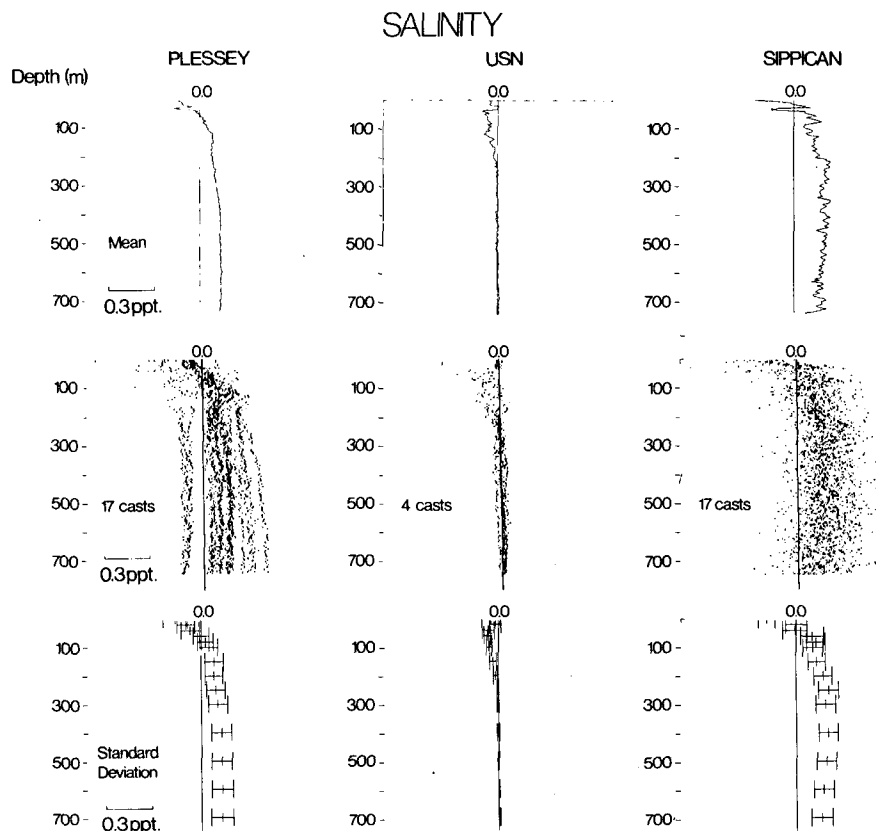 SALINITY
PLESSEY USN SIPPICAN
Depth (m) 0.0 0.0 0.0
100- 100- 100-
300- 300- 300-
500- 500- 500-
Mean
700- 700- 700-
0.3ppt.
0.0 0.0 0.0
100- 100- 100-
300- 300- 300-
500- 500- 500-
17 casts 4 casts 17 casts
700- 700- 700-
0.3ppt.
0.0 0.0 0.0
100- 100- 100-
300- 300- 300-
500- 500- 500-
Standard
Deviation
700- 700- 700-
0.3ppt.